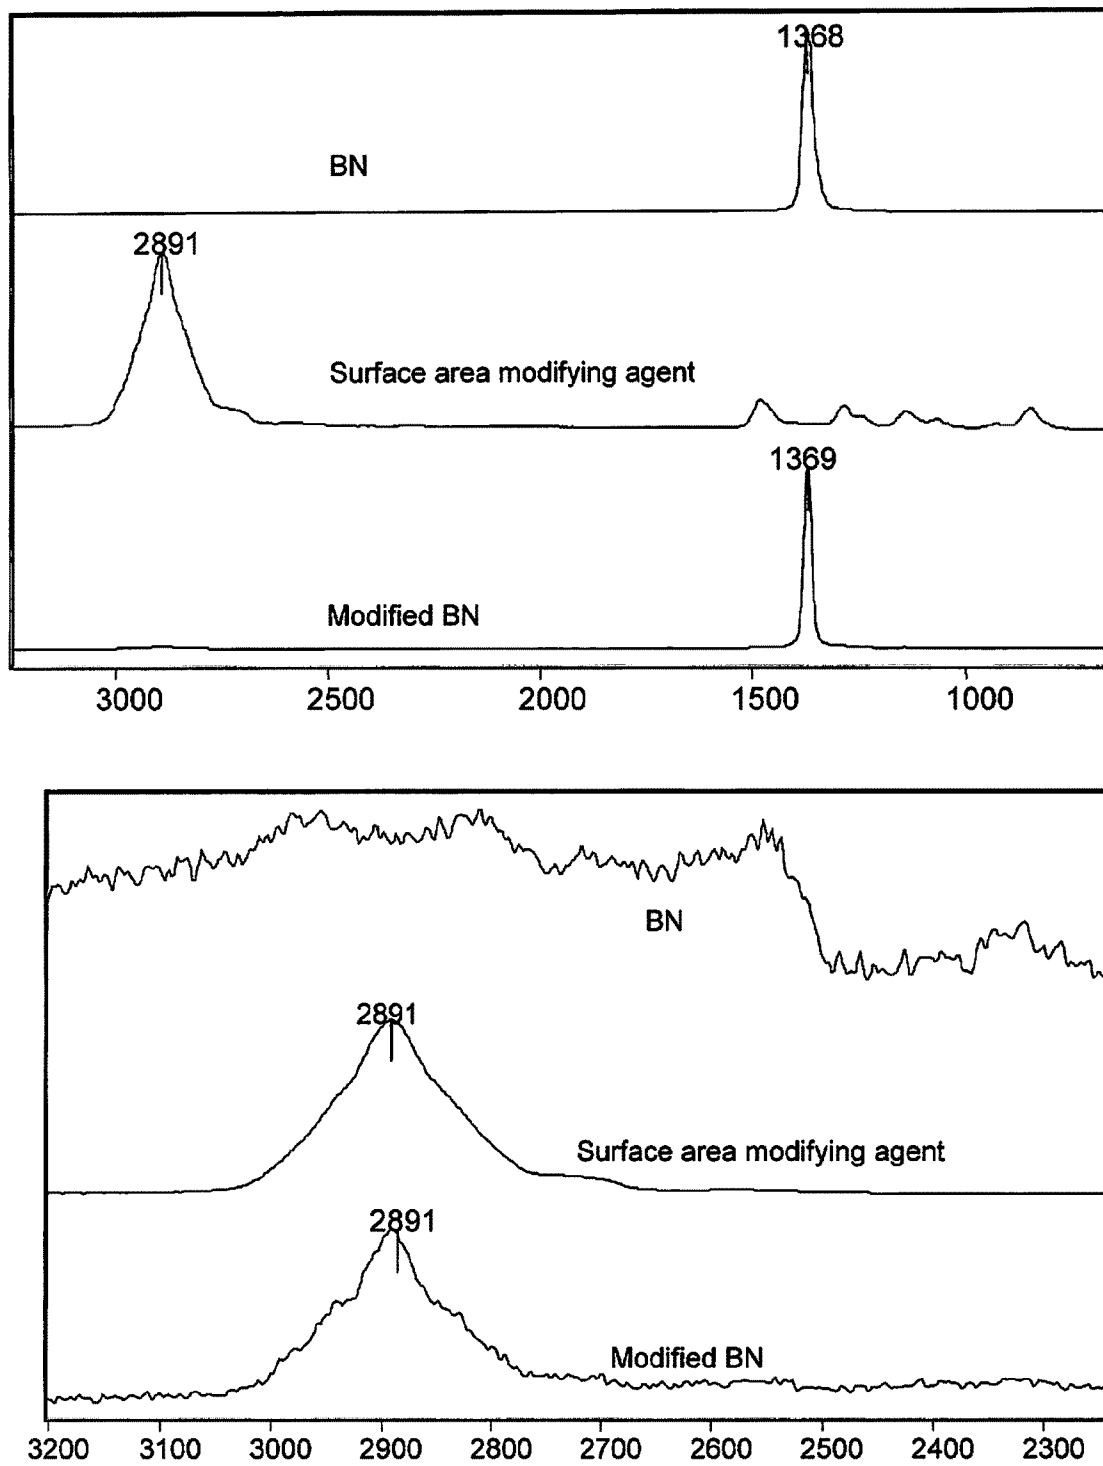 1368
BN
2891
Surface area modifying agent
1369
Modified BN
3000 2500 2000 1500 1000
BN
2891
Surface area modifying agent
2891
Modified BN
3200 3100 3000 2900 2800 2700 2600 2500 2400 2300